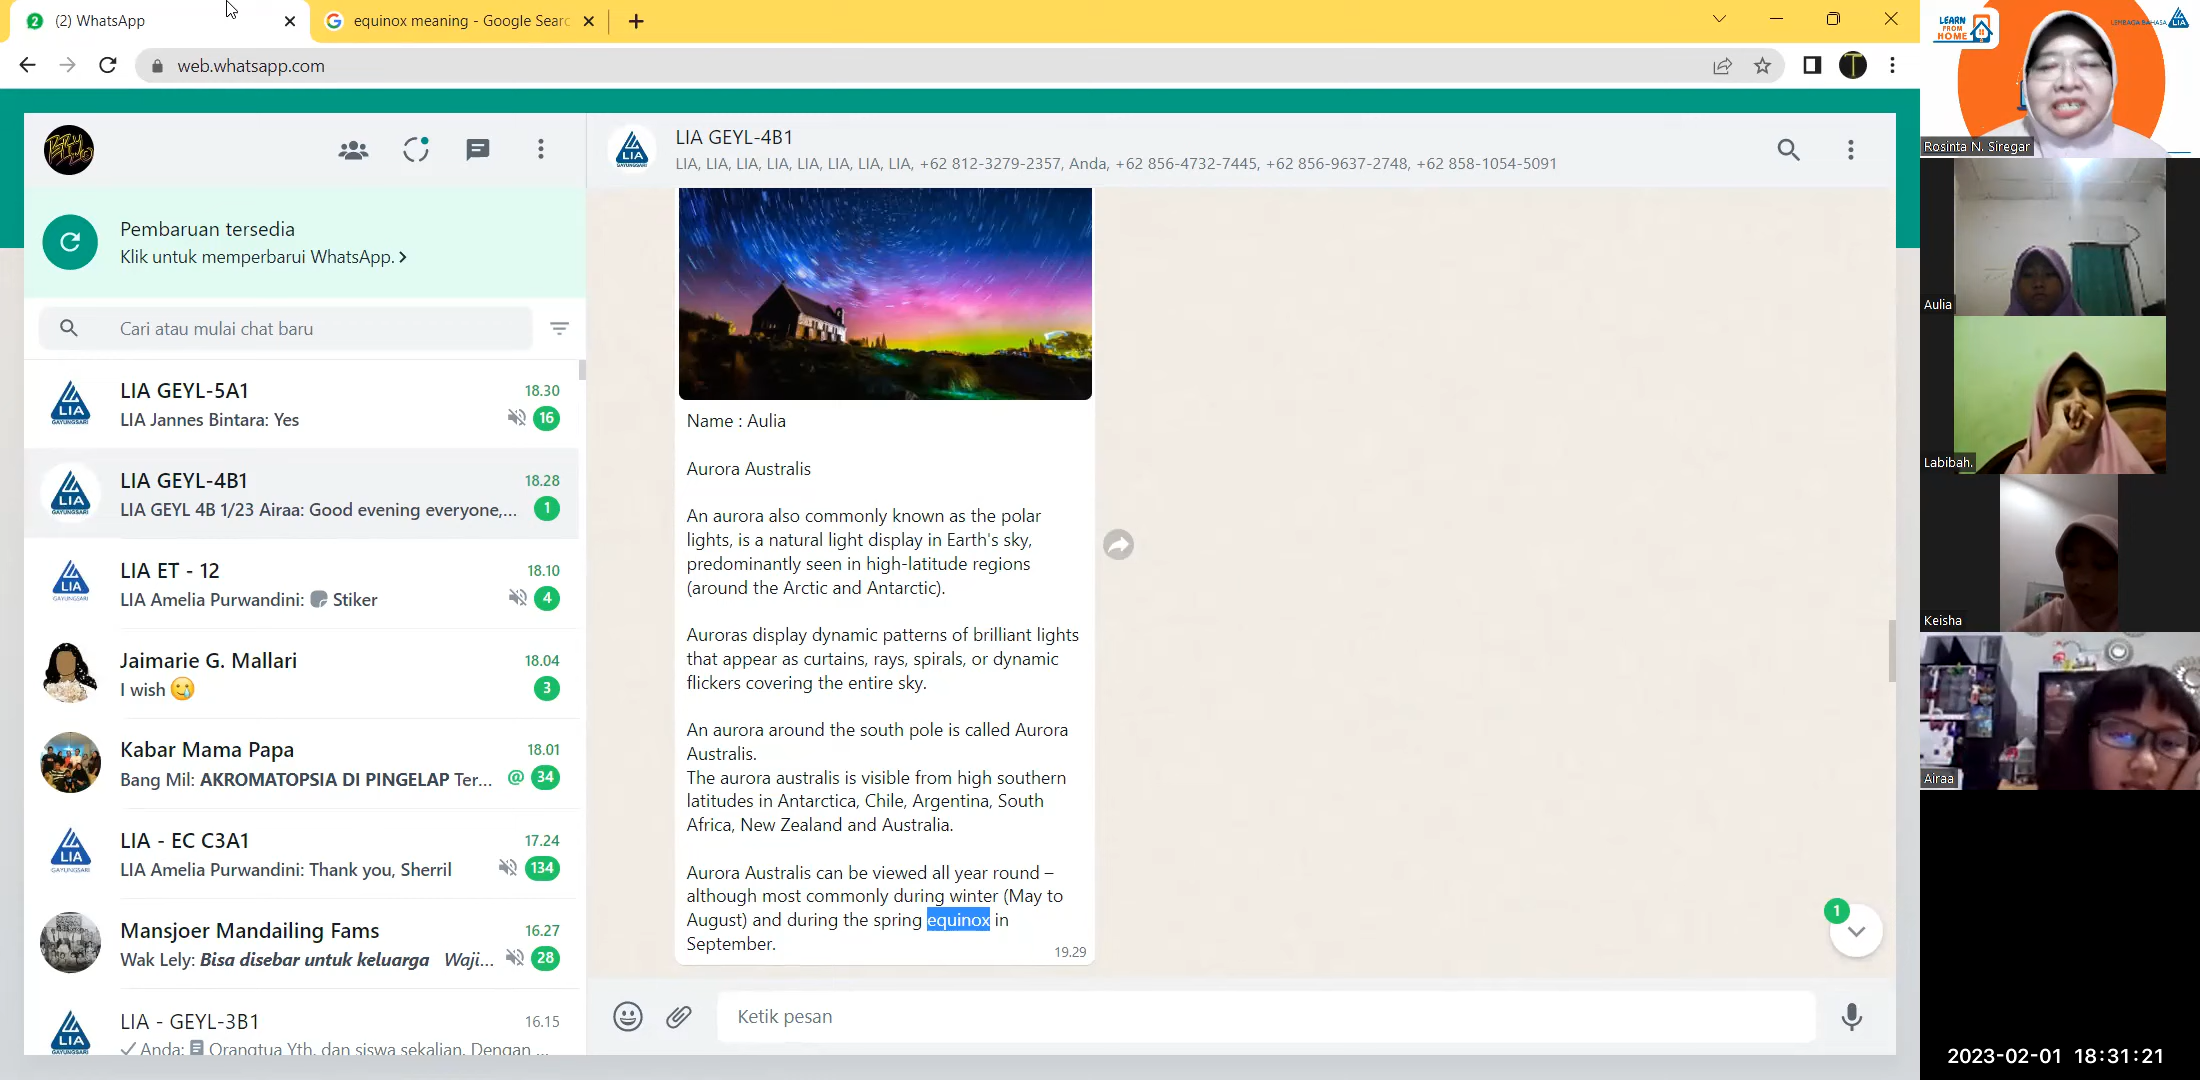 (2) WhatsApp
equinox meaning - Google Searc
web.whatsapp.com
LIA GEYL-4B1
LIA, LIA, LIA, LIA, LIA, LIA, LIA, LIA, +62 812-3279-2357, Anda, +62 856-4732-7445, +62 856-9637-2748, +62 858-1054-5091
Pembaruan tersedia
Klik untuk memperbarui WhatsApp.
Cari atau mulai chat baru
LIA GEYL-5A1
18.30
LIA Jannes Bintara: Yes
16
LIA GEYL-4B1
18.28
LIA GEYL 4B 1/23 Airaa: Good evening everyone,...
1
LIA ET - 12
18.10
LIA Amelia Purwandini: Stiker
4
Jaimarie G. Mallari
18.04
I wish
3
Kabar Mama Papa
18.01
Bang Mil: AKROMATOPSIA DI PINGELAP Ter...
@ 34
LIA - EC C3A1
17.24
LIA Amelia Purwandini: Thank you, Sherril
134
Mansjoer Mandailing Fams
16.27
Wak Lely: Bisa disebar untuk keluarga Waji...
28
LIA - GEYL-3B1
16.15
Anda: Orangtua Yth. dan siswa sekalian, Dengan ...
Name : Aulia
Aurora Australis
An aurora also commonly known as the polar
lights, is a natural light display in Earth's sky,
predominantly seen in high-latitude regions
(around the Arctic and Antarctic).
Auroras display dynamic patterns of brilliant lights
that appear as curtains, rays, spirals, or dynamic
flickers covering the entire sky.
An aurora around the south pole is called Aurora
Australis.
The aurora australis is visible from high southern
latitudes in Antarctica, Chile, Argentina, South
Africa, New Zealand and Australia.
Aurora Australis can be viewed all year round –
although most commonly during winter (May to
August) and during the spring equinox in
September.
19.29
1
Ketik pesan
LEARN
FROM
HOME
LEMBAGA BAHASA LIA
Rosinta N. Siregar
Aulia
Labibah.
Keisha
Airaa
2023-02-01 18:31:21